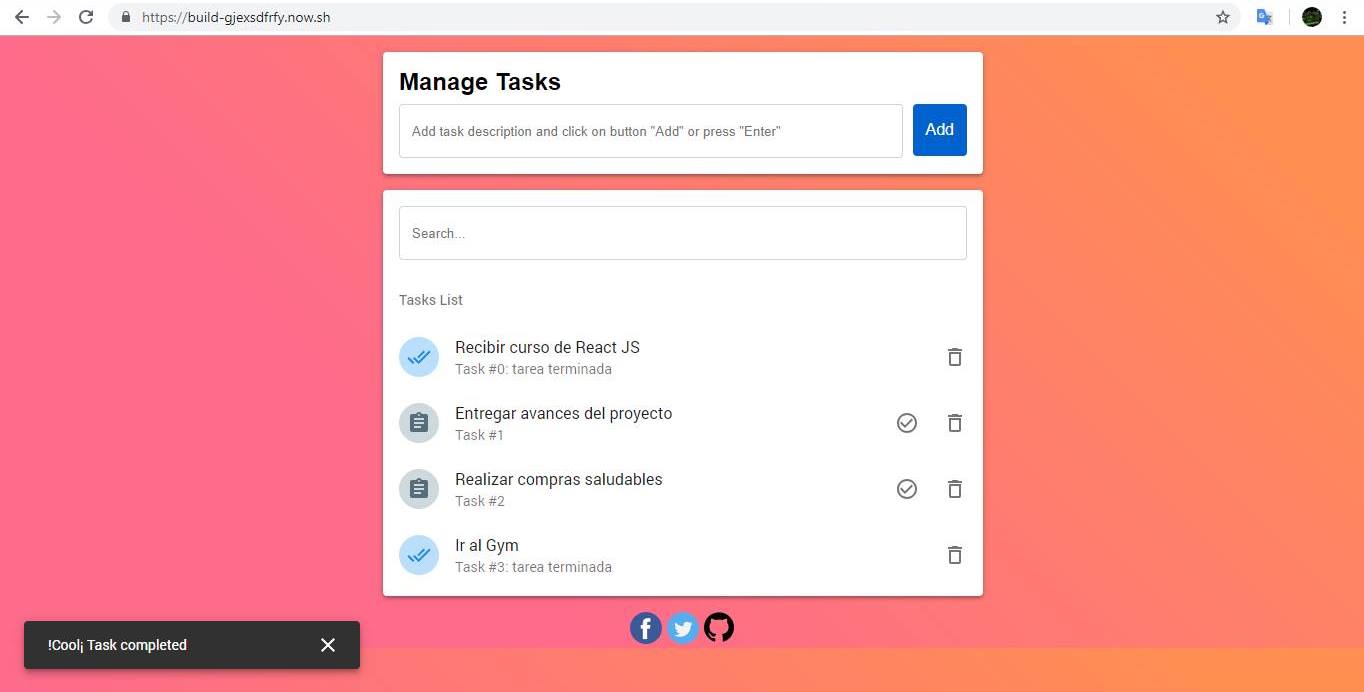 https://build-gjexsdfrfy.now.sh
Manage Tasks
Add task description and click on button "Add" or press "Enter"
Add
Search...
Tasks List
Recibir curso de React JS
Task #0: tarea terminada
Entregar avances del proyecto
Task #1
Realizar compras saludables
Task #2
Ir al Gym
Task #3: tarea terminada
!Cool¡ Task completed